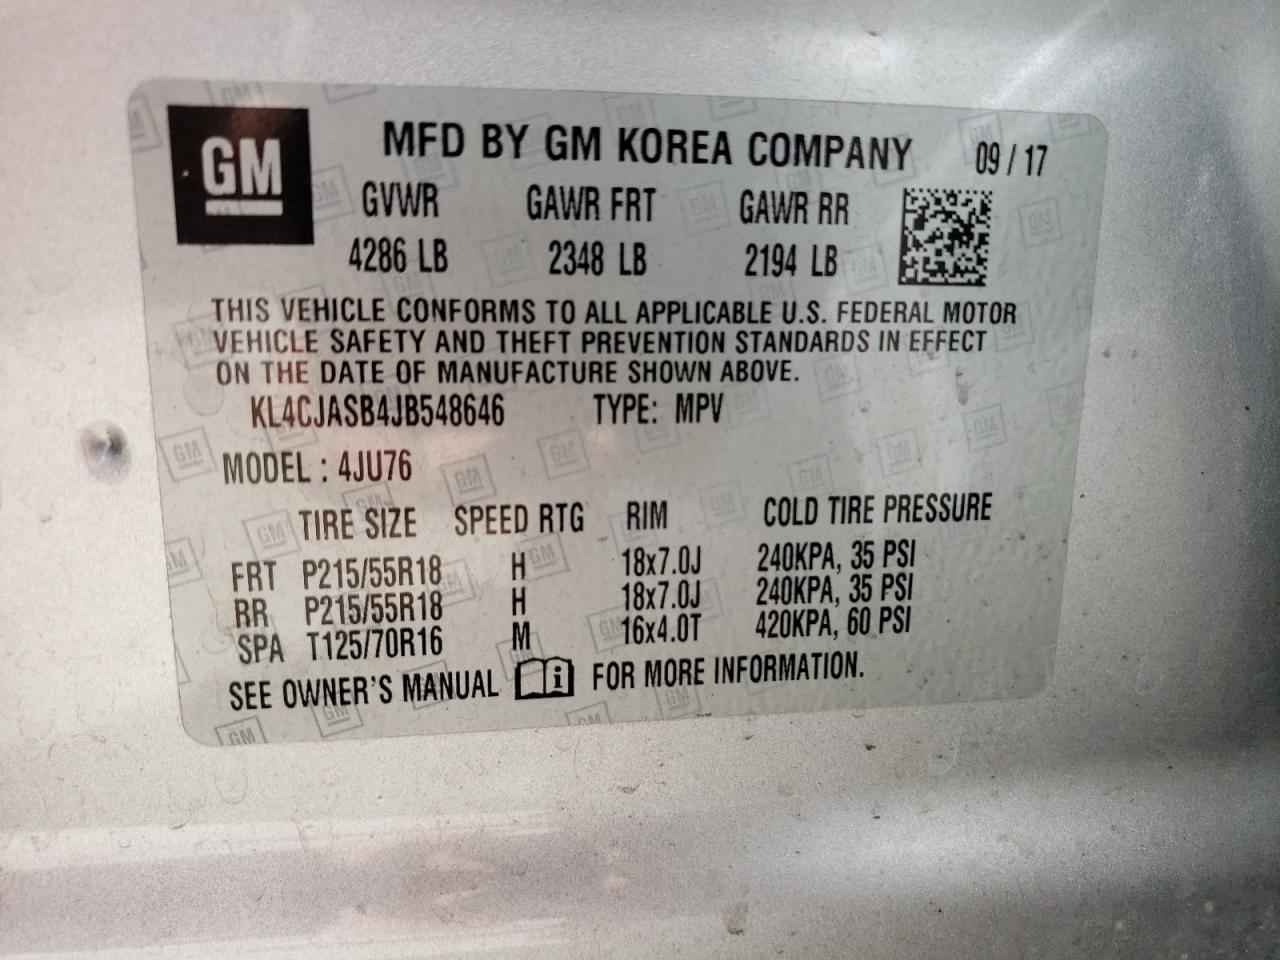 GM
MFD BY GM KOREA COMPANY 09 / 17
GVWR GAWR FRT GAWR RR
4286 LB 2348 LB 2194 LB
THIS VEHICLE CONFORMS TO ALL APPLICABLE U.S. FEDERAL MOTOR
VEHICLE SAFETY AND THEFT PREVENTION STANDARDS IN EFFECT
ON THE DATE OF MANUFACTURE SHOWN ABOVE.
KL4CJASB4JB548646 TYPE: MPV
MODEL : 4JU76
TIRE SIZE SPEED RTG RIM COLD TIRE PRESSURE
FRT P215/55R18 H 18x7.0J 240KPA, 35 PSI
RR P215/55R18 H 18x7.0J 240KPA, 35 PSI
SPA T125/70R16 M 16x4.0T 420KPA, 60 PSI
SEE OWNER'S MANUAL FOR MORE INFORMATION.